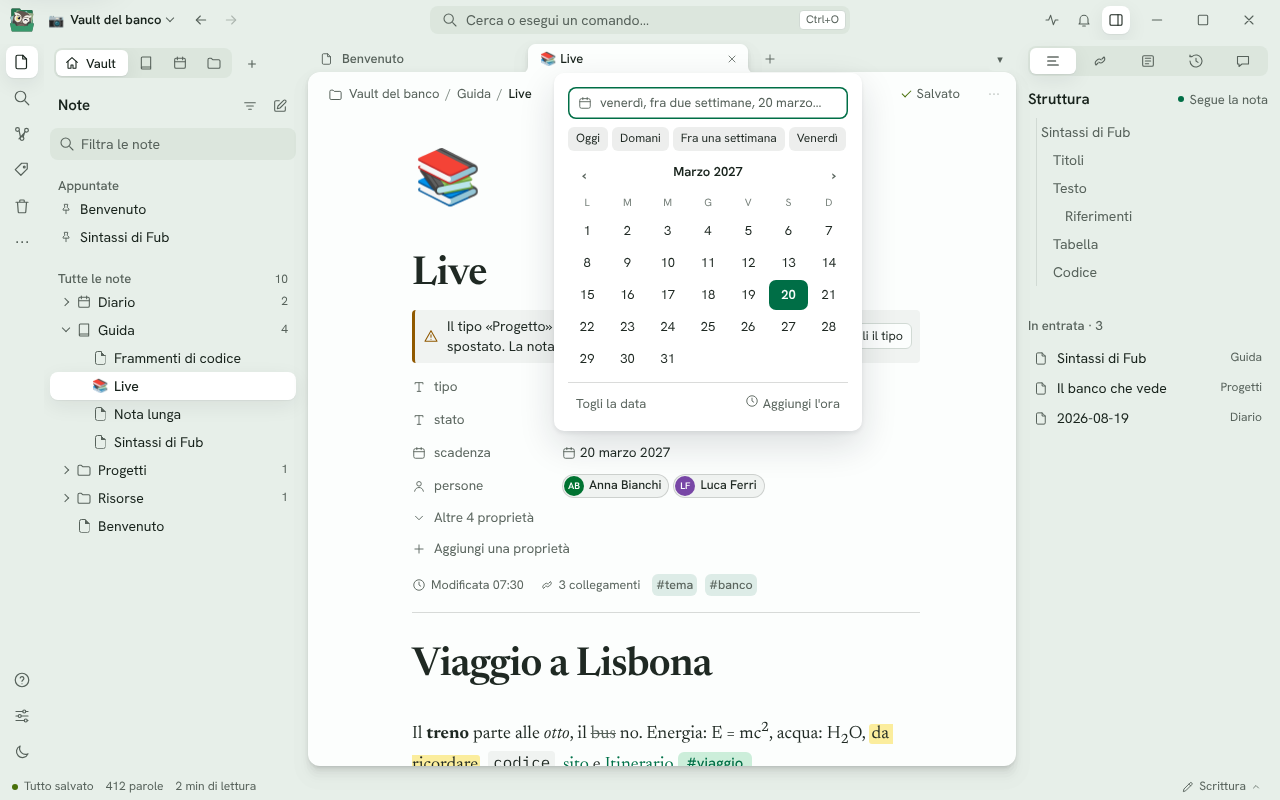 Vault del banco
Cerca o esegui un comando…
Ctrl+O
Vault
Note
Filtra le note
Appuntate
Benvenuto
Sintassi di Fub
Tutte le note 10
Diario 2
Guida 4
Frammenti di codice
Live
Nota lunga
Sintassi di Fub
Progetti 1
Risorse 1
Benvenuto
Tutto salvato 412 parole 2 min di lettura
Benvenuto
Live
Vault del banco / Guida / Live
Salvato
venerdì, fra due settimane, 20 marzo…
Oggi Domani Fra una settimana Venerdì
‹ Marzo 2027 ›
L M M G V S D
1 2 3 4 5 6 7
8 9 10 11 12 13 14
15 16 17 18 19 20 21
22 23 24 25 26 27 28
29 30 31
Togli la data Aggiungi l'ora
Live
Il tipo «Progetto»
spostato. La nota
il tipo
tipo
stato
scadenza 20 marzo 2027
persone AB Anna Bianchi LF Luca Ferri
Altre 4 proprietà
Aggiungi una proprietà
Modificata 07:30 3 collegamenti #tema #banco
Viaggio a Lisbona
Il treno parte alle otto, il bus no. Energia: E = mc², acqua: H₂O, da
ricordare, codice, sito e Itinerario #viaggio
Struttura Segue la nota
Sintassi di Fub
Titoli
Testo
Riferimenti
Tabella
Codice
In entrata · 3
Sintassi di Fub Guida
Il banco che vede Progetti
2026-08-19 Diario
Scrittura